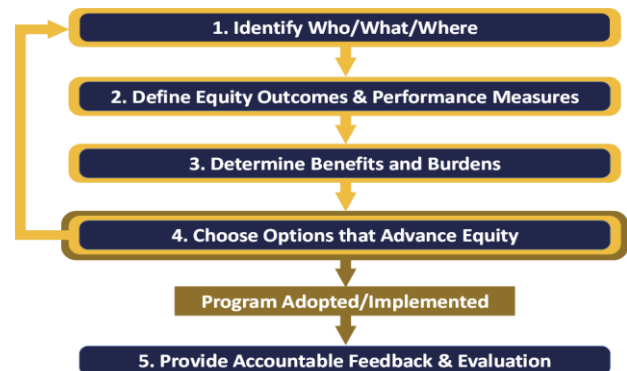 1. Identify Who/What/Where
2. Define Equity Outcomes & Performance Measures
3. Determine Benefits and Burdens
4. Choose Options that Advance Equity
Program Adopted/Implemented
5. Provide Accountable Feedback & Evaluation